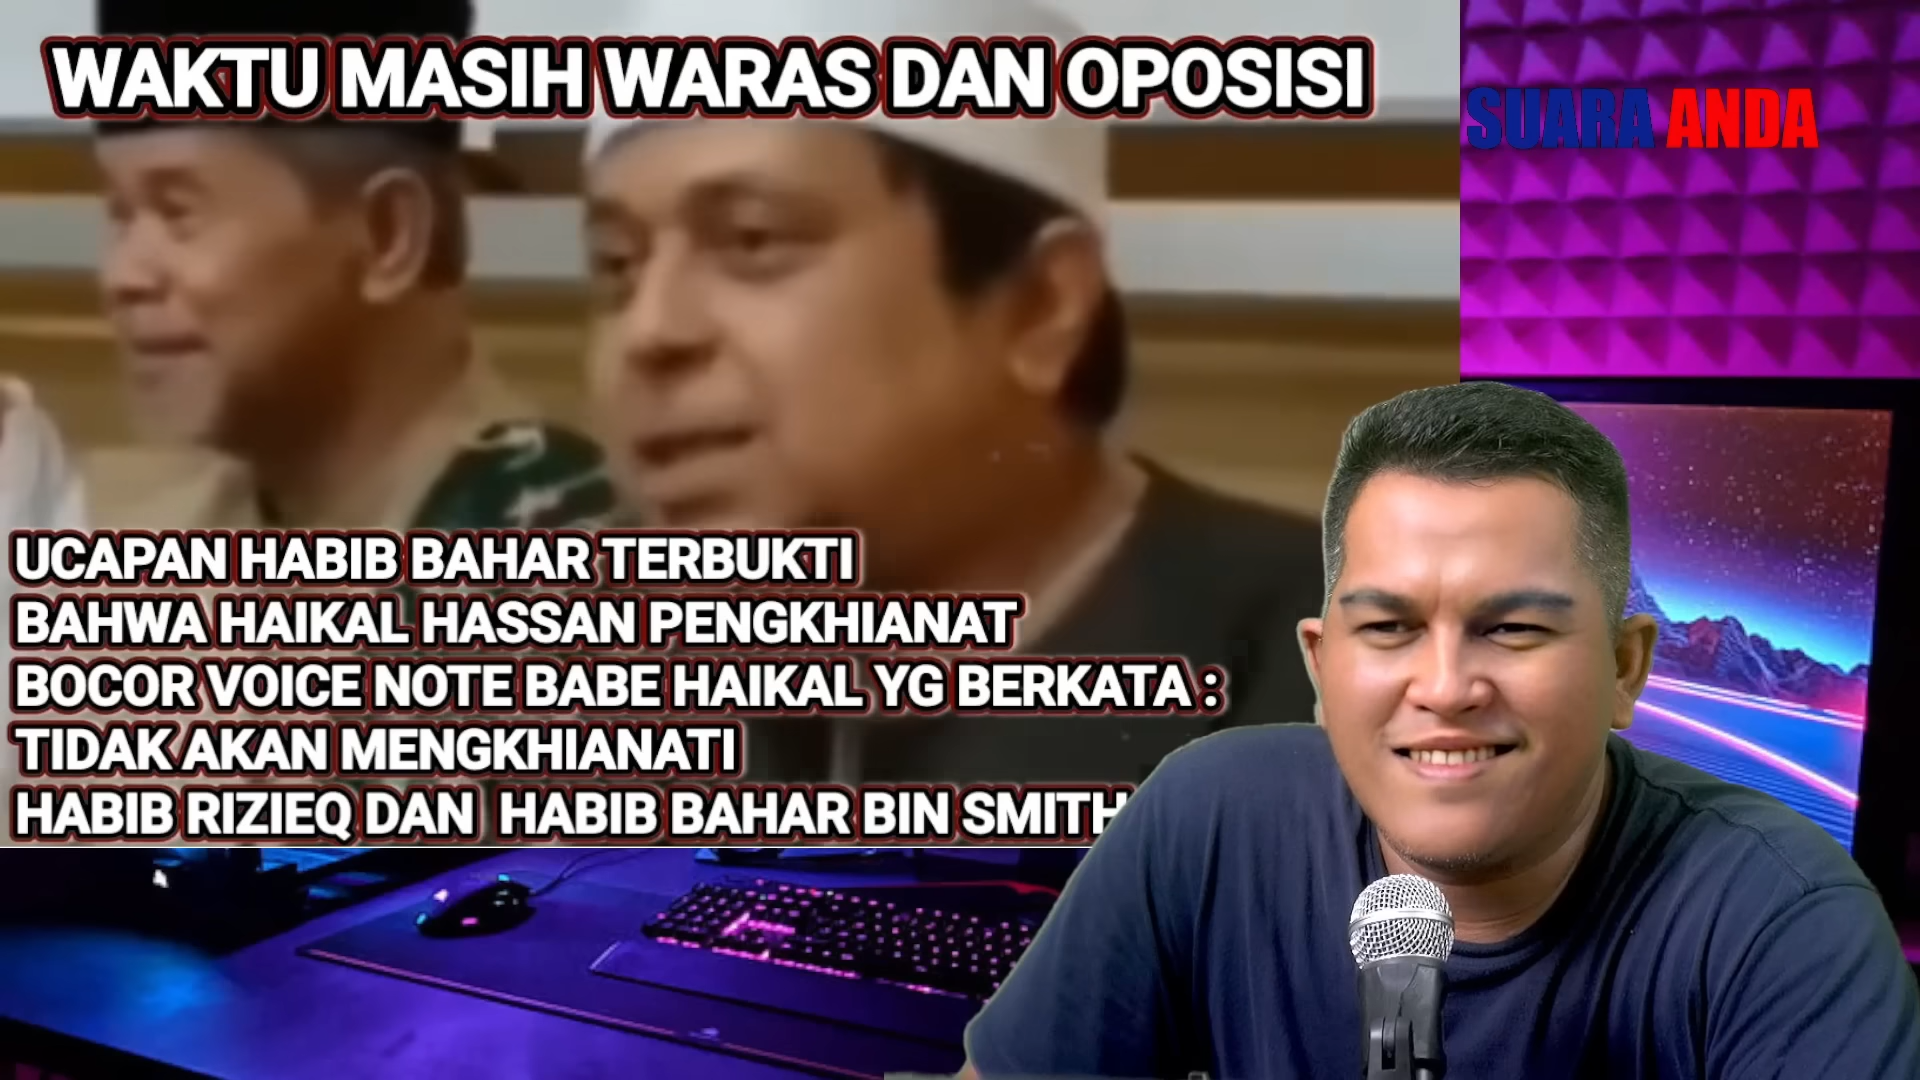 WAKTU MASIH WARAS DAN OPOSISI
SUARA ANDA
UCAPAN HABIB BAHAR TERBUKTI
BAHWA HAIKAL HASSAN PENGKHIANAT
BOCOR VOICE NOTE BABE HAIKAL YG BERKATA :
TIDAK AKAN MENGKHIANATI
HABIB RIZIEQ DAN HABIB BAHAR BIN SMITH